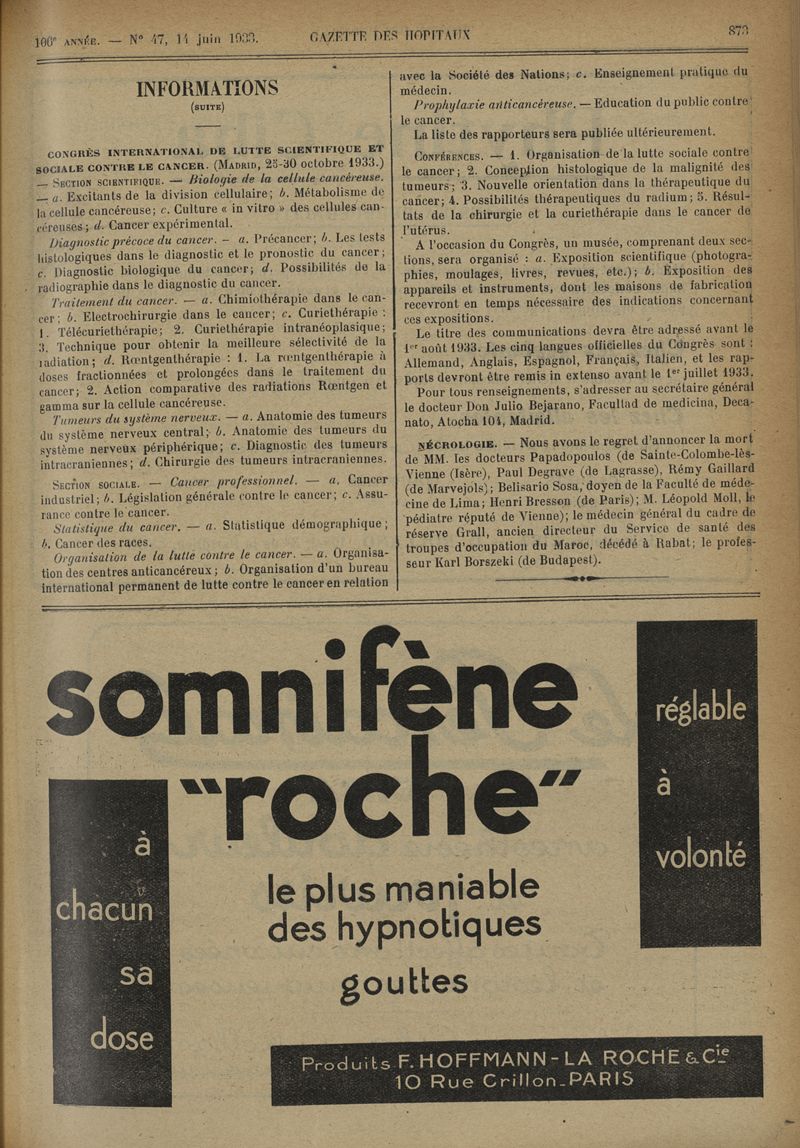 106e ANNÉE. — N° 47, 14 juin 1933. GAZETTE DES HOPITAUX 873
INFORMATIONS
(SUITE)
CONGRÈS INTERNATIONAL DE LUTTE SCIENTIFIQUE ET
SOCIALE CONTRE LE CANCER. (MADRID, 25-30 octobre 1933.)
— SECTION SCIENTIFIQUE. — Biologie de la cellule cancéreuse.
— a. Excitants de la division cellulaire; b. Métabolisme de
la cellule cancéreuse; c. Culture « in vitro » des cellules can-
céreuses; d. Cancer expérimental.
Diagnostic précoce du cancer. — a. Précancer; b. Les tests
histologiques dans le diagnostic et le pronostic du cancer;
c. Diagnostic biologique du cancer; d. Possibilités de la
radiographie dans le diagnostic du cancer.
Traitement du cancer. — a. Chimiothérapie dans le can-
cer; b. Electrochirurgie dans le cancer; c. Curiethérapie :
1. Télécuriethérapie; 2. Curiethérapie intranéoplasique;
3. Technique pour obtenir la meilleure sélectivité de la
radiation; d. Rœntgenthérapie : 1. La rœntgenthérapie à
doses fractionnées et prolongées dans le traitement du
cancer; 2. Action comparative des radiations Rœntgen et
gamma sur la cellule cancéreuse.
Tumeurs du système nerveux. — a. Anatomie des tumeurs
du système nerveux central; b. Anatomie des tumeurs du
système nerveux périphérique; c. Diagnostic des tumeurs
intracraniennes; d. Chirurgie des tumeurs intracraniennes.
SECTION SOCIALE. — Cancer professionnel. — a. Cancer
industriel; b. Législation générale contre le cancer; c. Assu-
rance contre le cancer.
Statistique du cancer. — a. Statistique démographique;
b. Cancer des races.
Organisation de la lutte contre le cancer. — a. Organisa-
tion des centres anticancéreux; b. Organisation d'un bureau
international permanent de lutte contre le cancer en relation
avec la Société des Nations; c. Enseignement pratique du
médecin.
Prophylaxie anticancéreuse. — Education du public contre
le cancer.
La liste des rapporteurs sera publiée ultérieurement.
CONFÉRENCES. — 1. Organisation de la lutte sociale contre
le cancer; 2. Conception histologique de la malignité des
tumeurs; 3. Nouvelle orientation dans la thérapeutique du
cancer; 4. Possibilités thérapeutiques du radium; 5. Résul-
tats de la chirurgie et la curiethérapie dans le cancer de
l'utérus.
A l'occasion du Congrès, un musée, comprenant deux sec-
tions, sera organisé : a. Exposition scientifique (photogra-
phies, moulages, livres, revues, etc.); b. Exposition des
appareils et instruments, dont les maisons de fabrication
recevront en temps nécessaire des indications concernant
ces expositions.
Le titre des communications devra être adressé avant le
1er août 1933. Les cinq langues officielles du Congrès sont :
Allemand, Anglais, Espagnol, Français, Italien, et les rap-
ports devront être remis in extenso avant le 1er juillet 1933.
Pour tous renseignements, s'adresser au secrétaire général
le docteur Don Julio Bejarano, Facultad de medicina, Deca-
nato, Atocha 104, Madrid.
NÉCROLOGIE. — Nous avons le regret d'annoncer la mort
de MM. les docteurs Papadopoulos (de Sainte-Colombe-lès-
Vienne (Isère), Paul Degrave (de Lagrasse), Rémy Gaillard
(de Marvejols); Belisario Sosa, doyen de la Faculté de méde-
cine de Lima; Henri Bresson (de Paris); M. Léopold Moll, le
pédiatre réputé de Vienne); le médecin général du cadre de
réserve Grall, ancien directeur du Service de santé des
troupes d'occupation du Maroc, décédé à Rabat; le profes-
seur Karl Borszeki (de Budapest).
somnifène
"roche"
réglable
à
volonté
à
chacun
sa
dose
le plus maniable
des hypnotiques
gouttes
Produits F. HOFFMANN-LA ROCHE & Cie
10 Rue Crillon_PARIS